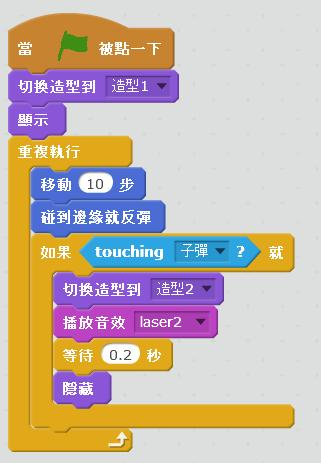 當 被點一下
切換造型到 造型1
顯示
重複執行
移動 10 步
碰到邊緣就反彈
如果 touching 子彈 ? 就
切換造型到 造型2
播放音效 laser2
等待 0.2 秒
隱藏